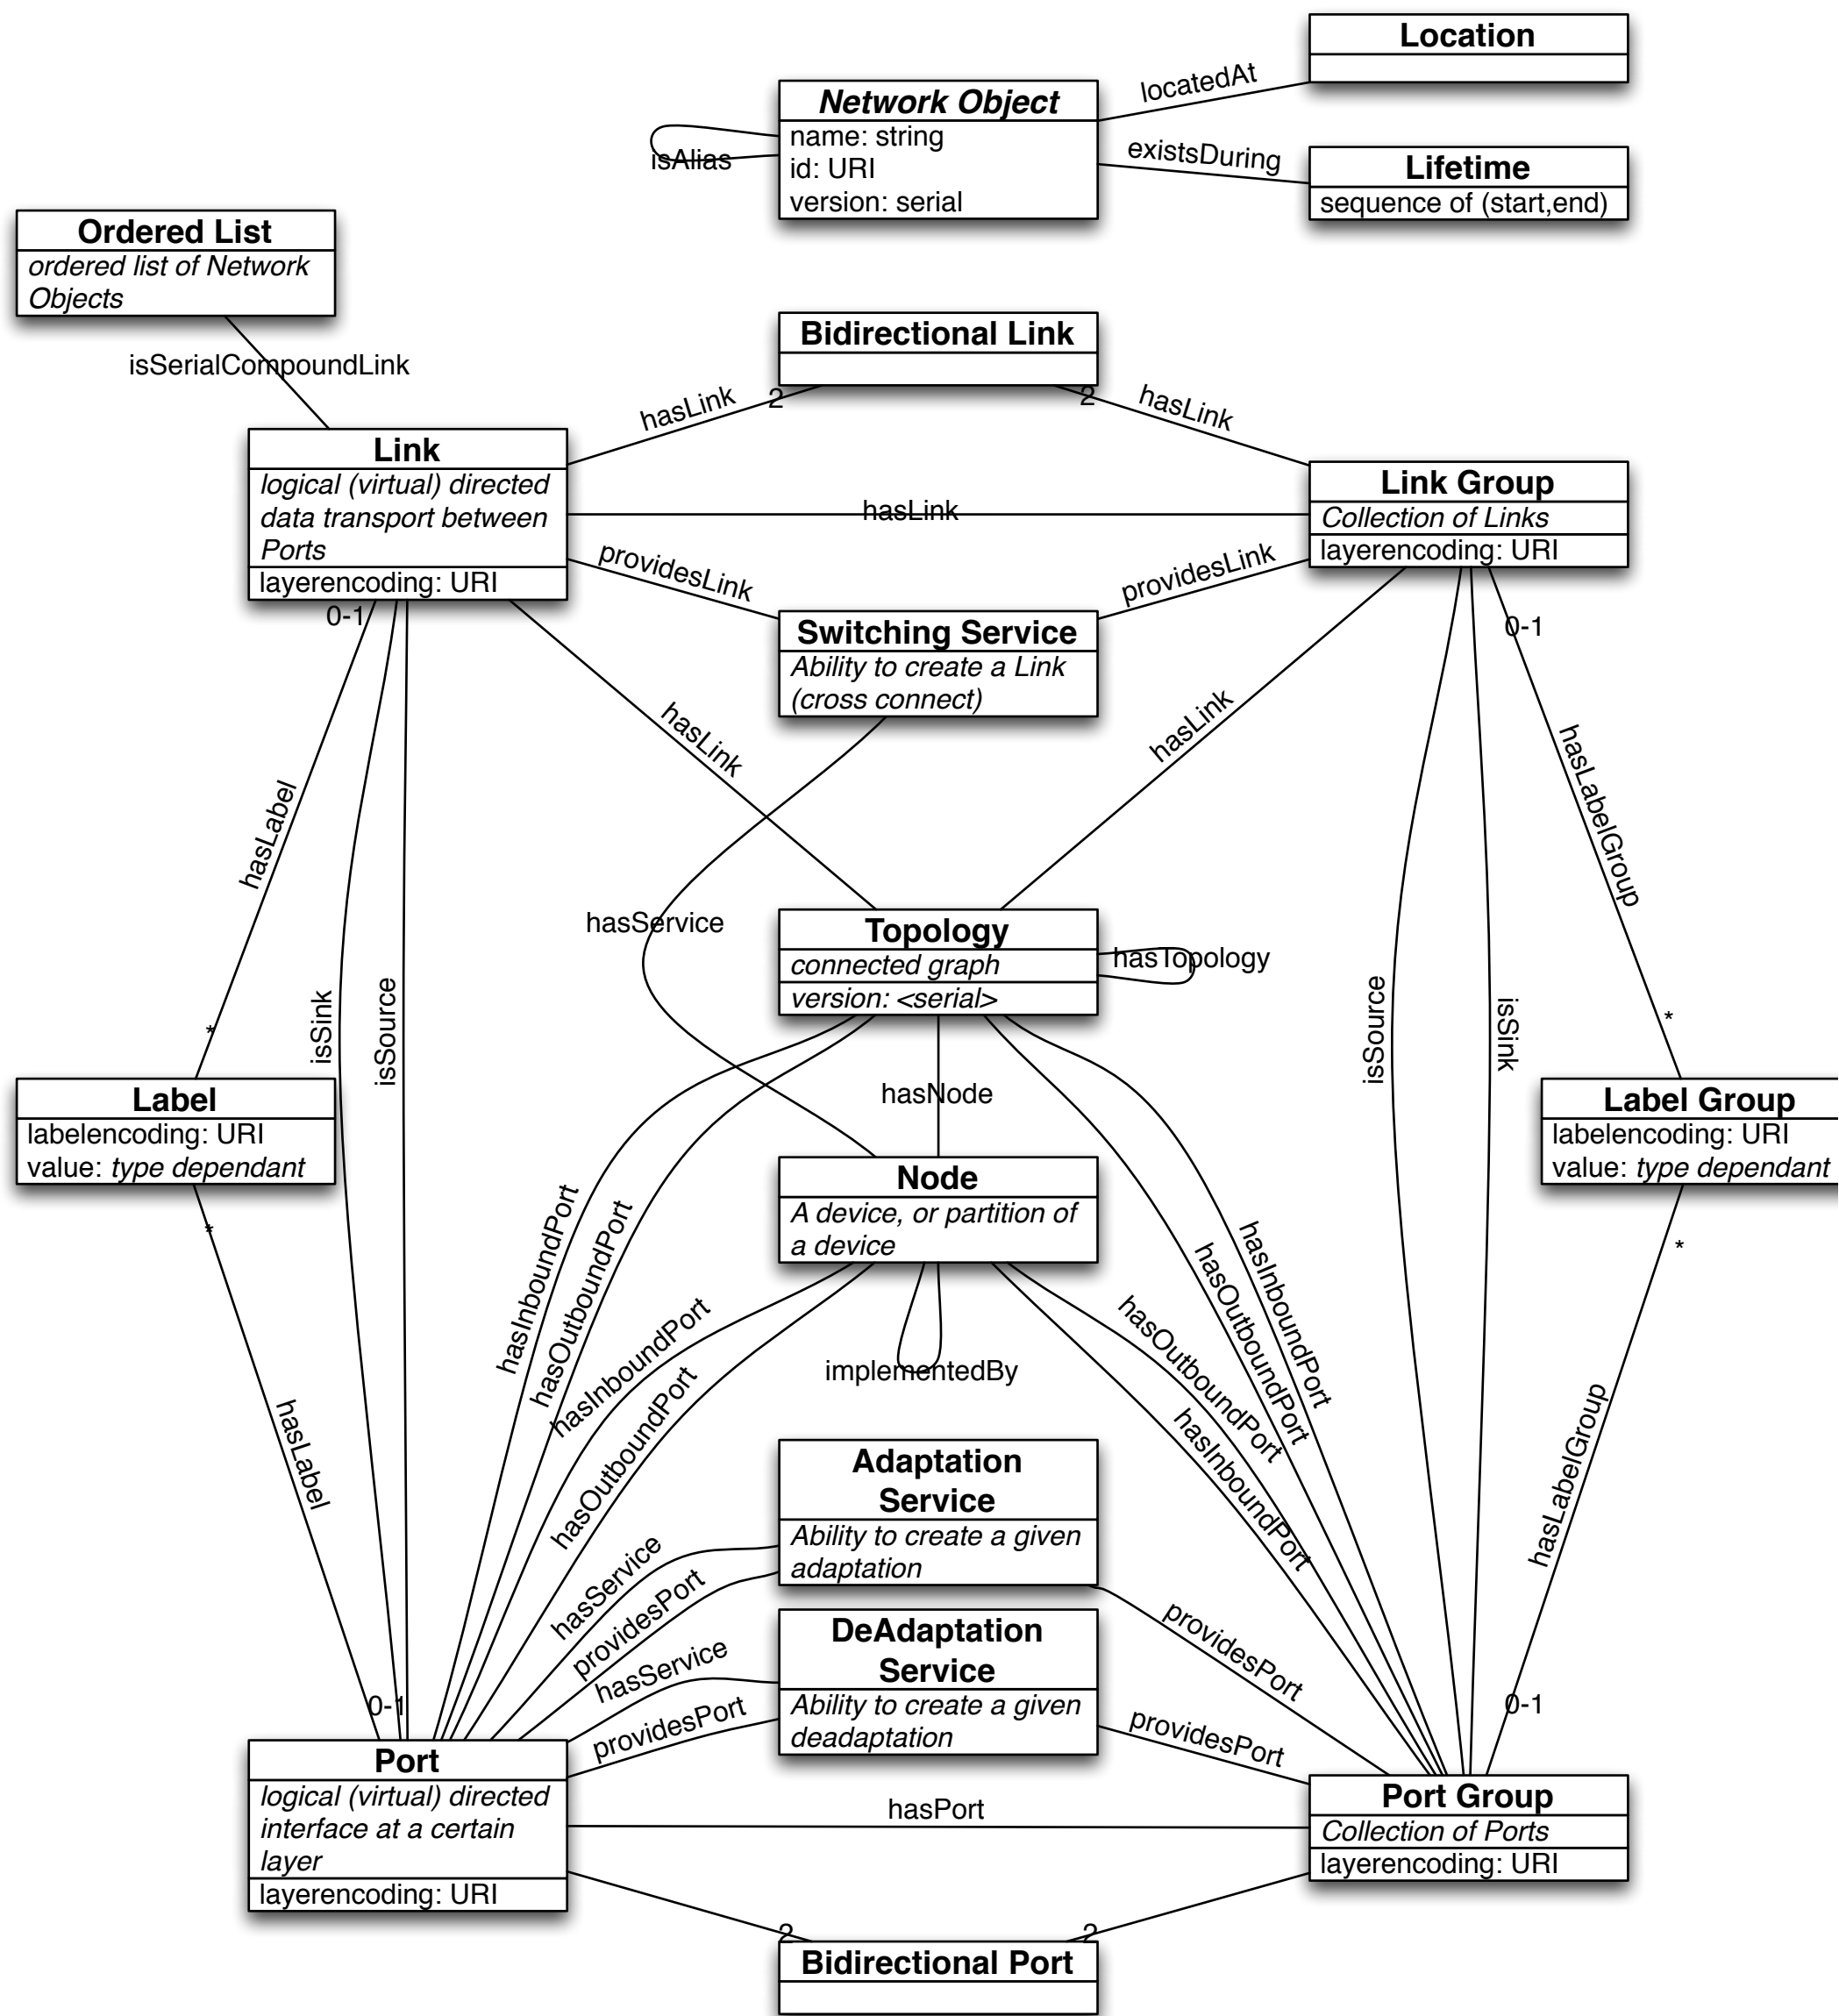 Location
locatedAt
Network Object
name: string
id: URI
version: serial
isAlias
existsDuring
Lifetime
sequence of (start,end)
Ordered List
ordered list of Network
Objects
isSerialCompoundLink
Bidirectional Link
hasLink
2
2
hasLink
Link
logical (virtual) directed
data transport between
Ports
layerencoding: URI
hasLink
Link Group
Collection of Links
layerencoding: URI
providesLink
providesLink
0-1
0-1
Switching Service
Ability to create a Link
(cross connect)
hasLink
hasLink
hasLabel
hasLabelGroup
hasService
Topology
connected graph
version: <serial>
hasTopology
isSink
isSource
isSource
isSink
*
*
hasNode
Label
labelencoding: URI
value: type dependant
Label Group
labelencoding: URI
value: type dependant
Node
A device, or partition of
a device
*
*
hasInboundPort
hasOutboundPort
hasInboundPort
hasOutboundPort
hasInboundPort
hasOutboundPort
hasOutboundPort
hasInboundPort
implementedBy
hasLabel
hasLabelGroup
Adaptation
Service
Ability to create a given
adaptation
hasService
providesPort
providesPort
DeAdaptation
Service
Ability to create a given
deadaptation
hasService
providesPort
providesPort
0-1
0-1
Port
logical (virtual) directed
interface at a certain
layer
layerencoding: URI
hasPort
Port Group
Collection of Ports
layerencoding: URI
2
2
Bidirectional Port